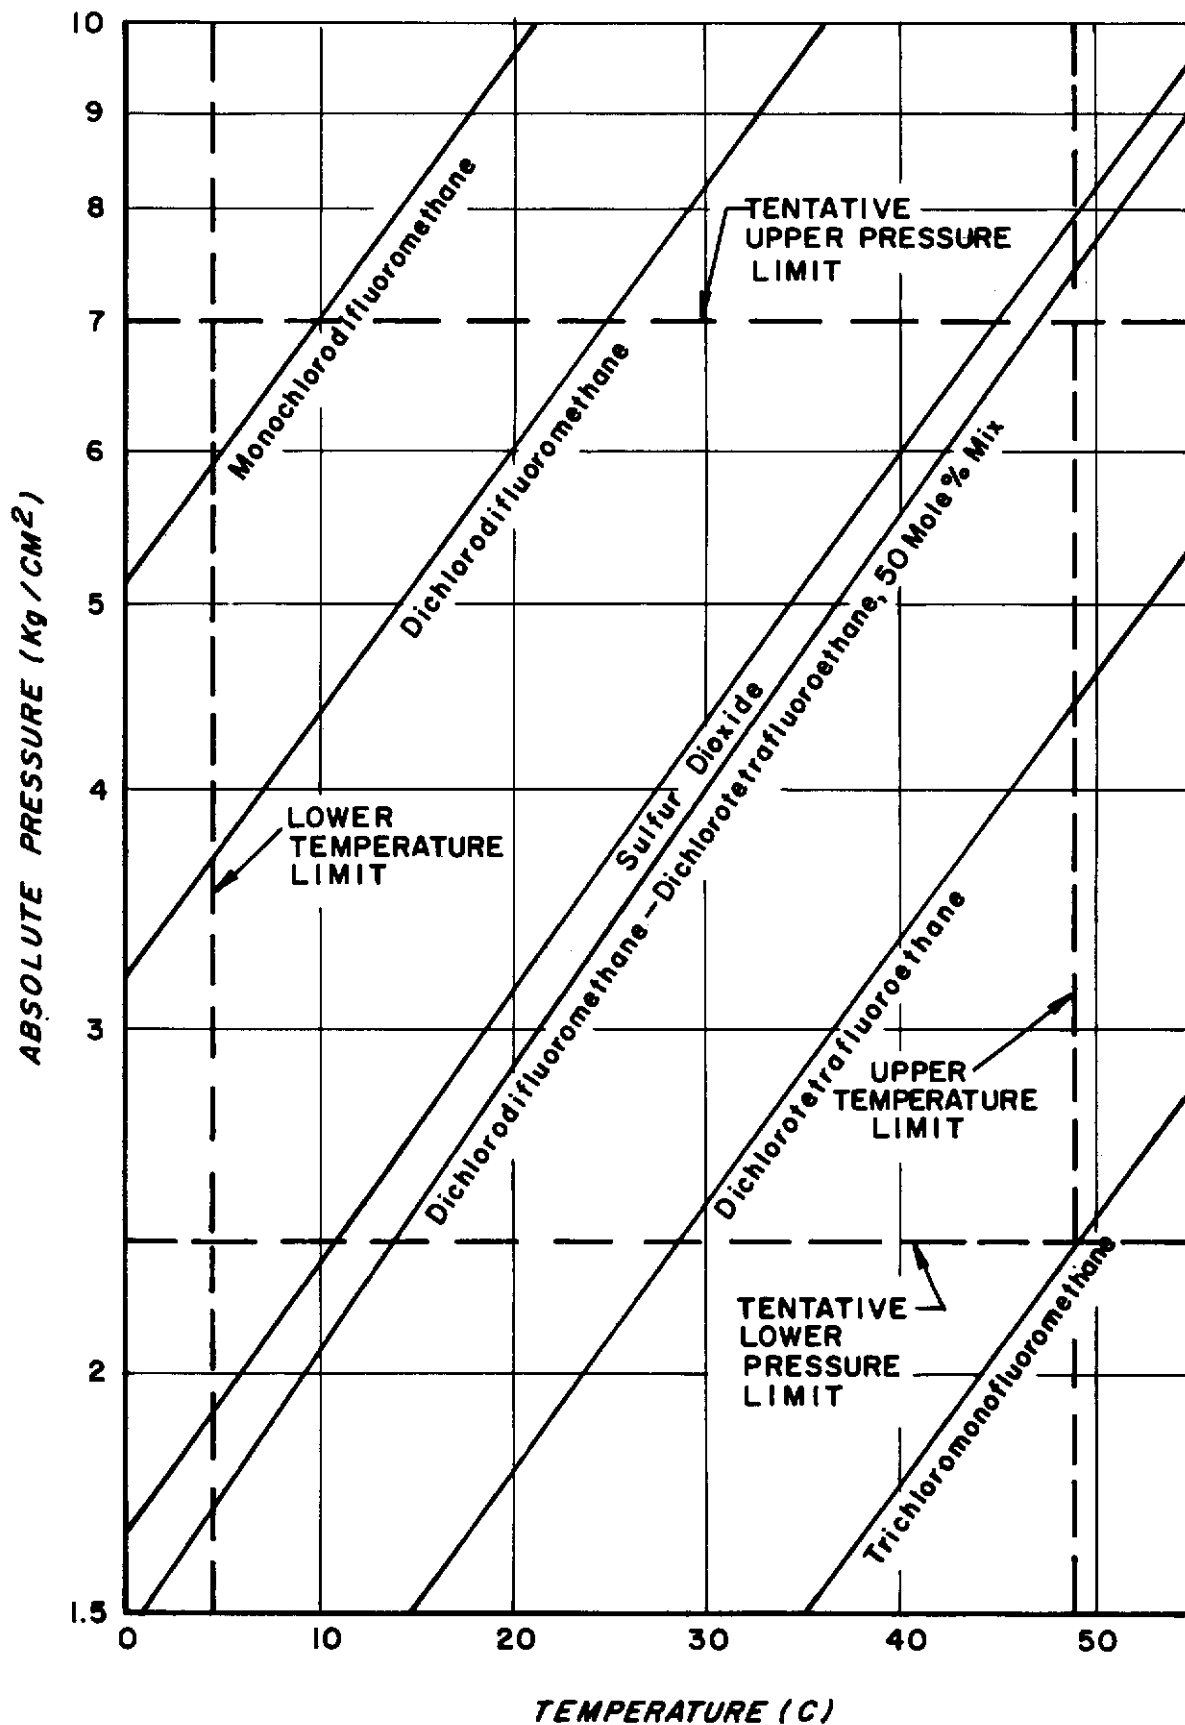 10
9
8
7
6
5
4
3
2
1.5
ABSOLUTE PRESSURE (Kg/CM2)
Monochlorodifluoromethane
Dichlorodifluoromethane
TENTATIVE
UPPER PRESSURE
LIMIT
Sulfur Dioxide
Dichlorodifluoromethane—Dichlorotetrafluoroethane, 50 Mole % Mix
LOWER
TEMPERATURE
LIMIT
Dichlorotetrafluoroethane
UPPER
TEMPERATURE
LIMIT
TENTATIVE
LOWER
PRESSURE
LIMIT
Trichloromonofluoromethane
0 10 20 30 40 50
TEMPERATURE (C)